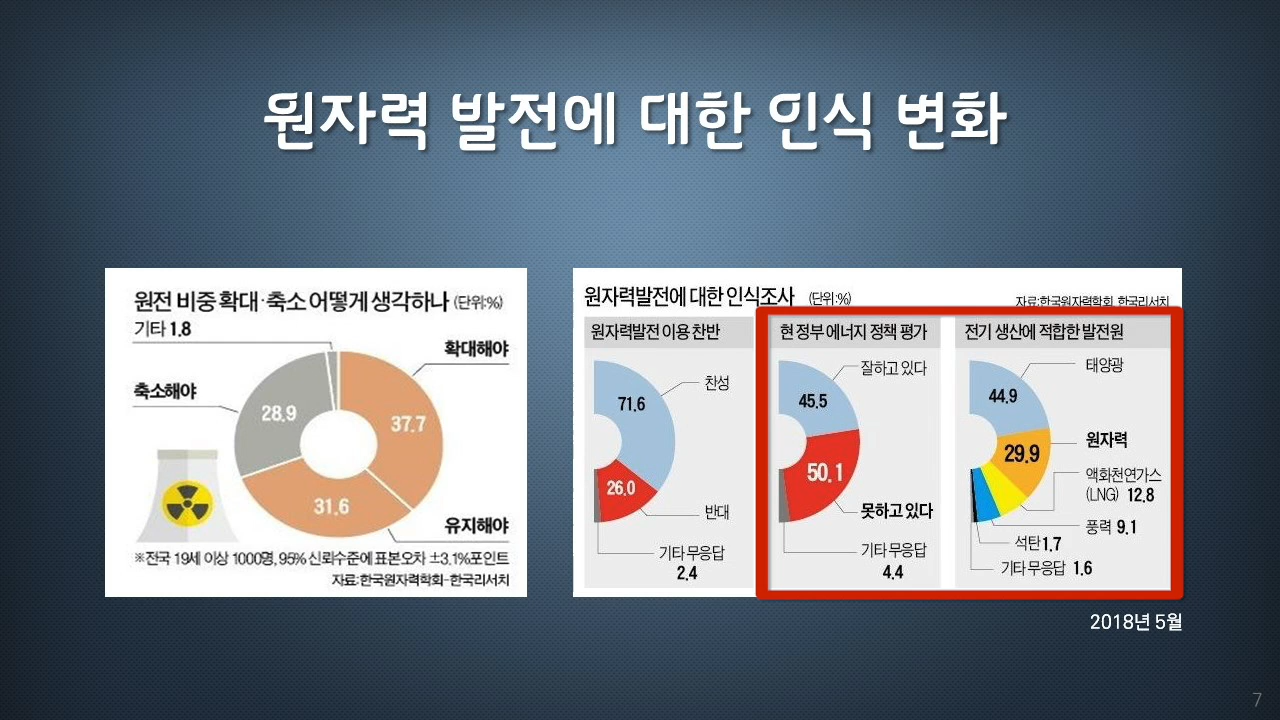 원자력 발전에 대한 인식 변화
원전 비중 확대·축소 어떻게 생각하나 (단위:%)
기타 1.8
확대해야
축소해야
28.9
37.7
31.6
유지해야
※전국 19세 이상 1000명, 95% 신뢰수준에 표본오차 ±3.1%포인트
자료:한국원자력학회-한국리서치
원자력발전에 대한 인식조사 (단위:%)
자료:한국원자력학회 한국리서치
원자력발전 이용 찬반
찬성
71.6
26.0
반대
기타 무응답
2.4
현 정부 에너지 정책 평가
잘하고 있다
45.5
50.1
못하고 있다
기타 무응답
4.4
전기 생산에 적합한 발전원
태양광
44.9
원자력
29.9
액화천연가스
(LNG) 12.8
풍력 9.1
석탄 1.7
기타 무응답 1.6
2018년 5월
7